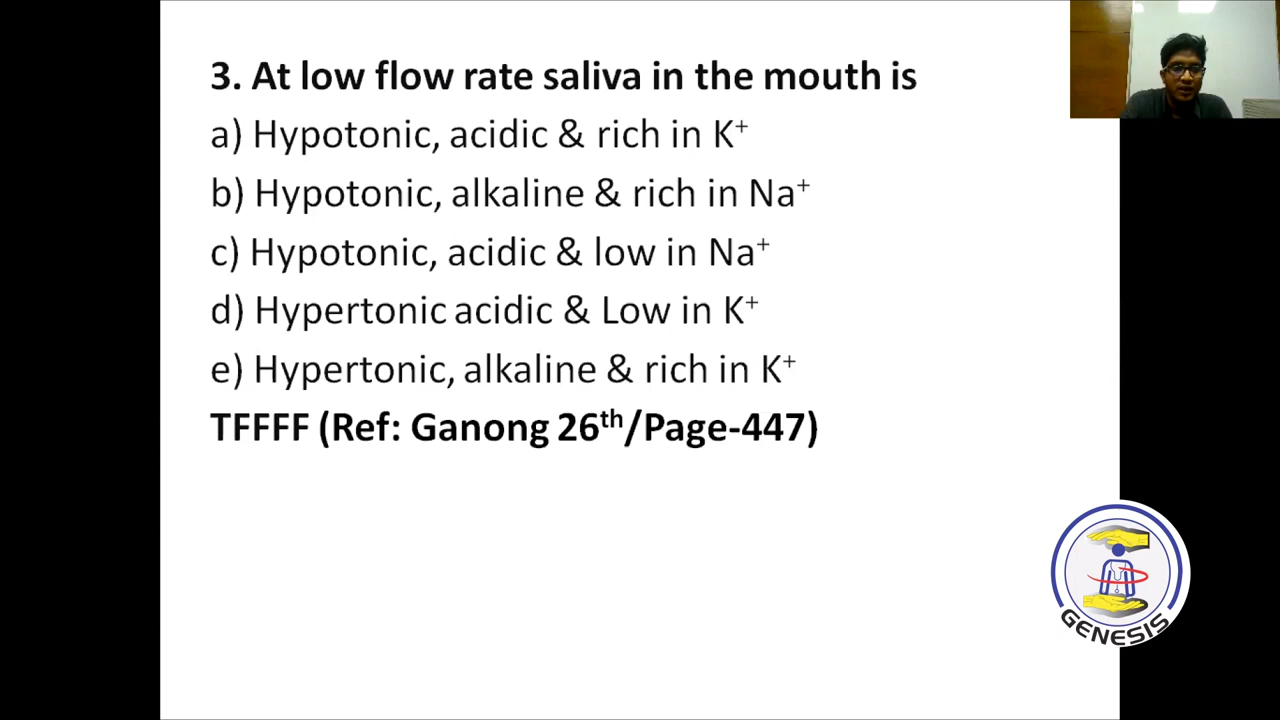 3. At low flow rate saliva in the mouth is
a) Hypotonic, acidic & rich in K⁺
b) Hypotonic, alkaline & rich in Na⁺
c) Hypotonic, acidic & low in Na⁺
d) Hypertonic acidic & Low in K⁺
e) Hypertonic, alkaline & rich in K⁺
TFFFF (Ref: Ganong 26ᵗʰ/Page-447)
GENESIS